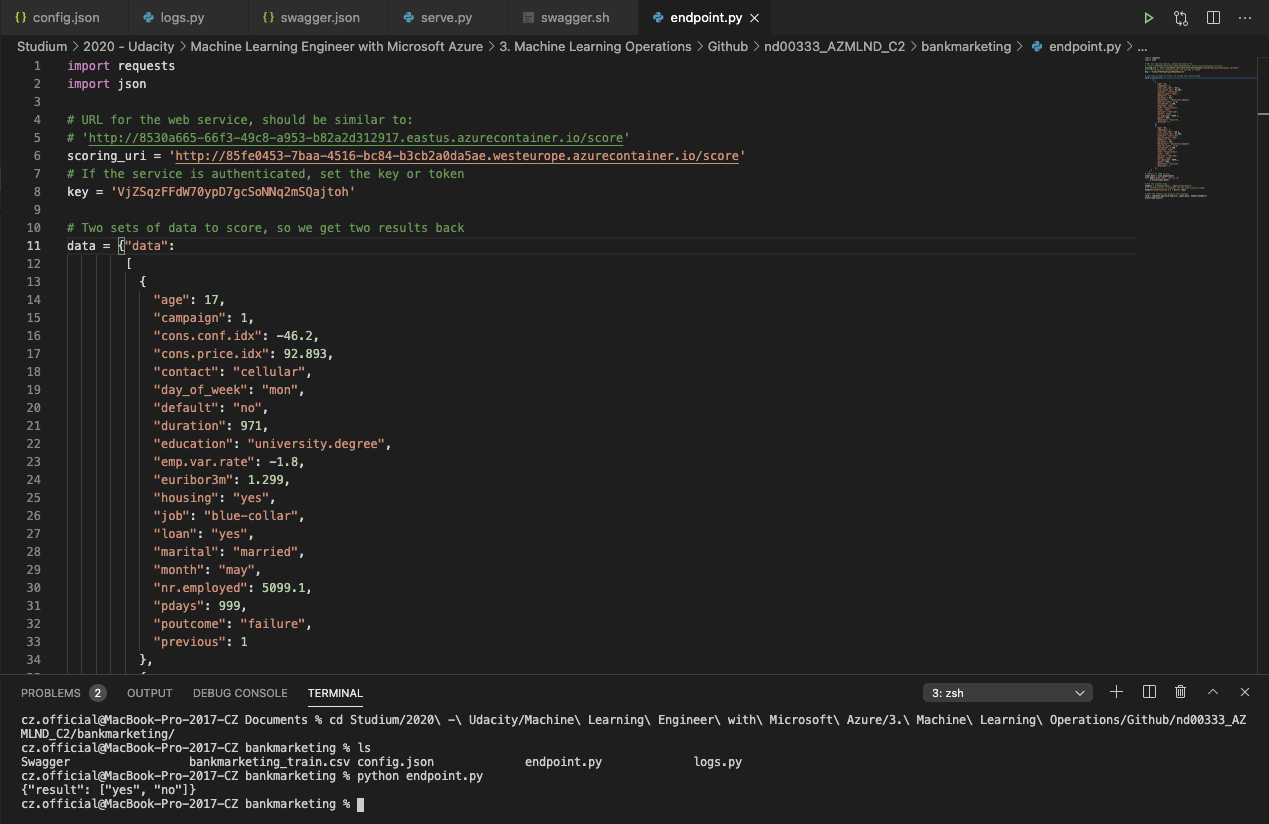 {} config.json logs.py {} swagger.json serve.py swagger.sh endpoint.py
Studium > 2020 - Udacity > Machine Learning Engineer with Microsoft Azure > 3. Machine Learning Operations > Github > nd00333_AZMLND_C2 > bankmarketing > endpoint.py > ...
1 import requests
2 import json
3
4 # URL for the web service, should be similar to:
5 # 'http://8530a665-66f3-49c8-a953-b82a2d312917.eastus.azurecontainer.io/score'
6 scoring_uri = 'http://85fe0453-7baa-4516-bc84-b3cb2a0da5ae.westeurope.azurecontainer.io/score'
7 # If the service is authenticated, set the key or token
8 key = 'VjZSqzFFdW70ypD7gcSoNNq2mSQajtoh'
9
10 # Two sets of data to score, so we get two results back
11 data = {"data":
12 [
13 {
14 "age": 17,
15 "campaign": 1,
16 "cons.conf.idx": -46.2,
17 "cons.price.idx": 92.893,
18 "contact": "cellular",
19 "day_of_week": "mon",
20 "default": "no",
21 "duration": 971,
22 "education": "university.degree",
23 "emp.var.rate": -1.8,
24 "euribor3m": 1.299,
25 "housing": "yes",
26 "job": "blue-collar",
27 "loan": "yes",
28 "marital": "married",
29 "month": "may",
30 "nr.employed": 5099.1,
31 "pdays": 999,
32 "poutcome": "failure",
33 "previous": 1
34 },
PROBLEMS 2 OUTPUT DEBUG CONSOLE TERMINAL 3: zsh
cz.official@MacBook-Pro-2017-CZ Documents % cd Studium/2020\ -\ Udacity/Machine\ Learning\ Engineer\ with\ Microsoft\ Azure/3.\ Machine\ Learning\ Operations/Github/nd00333_AZ
MLND_C2/bankmarketing/
cz.official@MacBook-Pro-2017-CZ bankmarketing % ls
Swagger bankmarketing_train.csv config.json endpoint.py logs.py
cz.official@MacBook-Pro-2017-CZ bankmarketing % python endpoint.py
{"result": ["yes", "no"]}
cz.official@MacBook-Pro-2017-CZ bankmarketing %